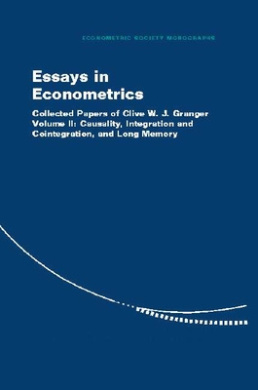 ECONOMETRIC SOCIETY MONOGRAPHS
Essays in
Econometrics
Collected Papers of Clive W. J. Granger
Volume II: Causality, Integration and
Cointegration, and Long Memory